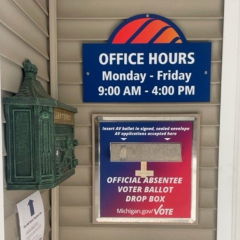 OFFICE HOURS
Monday - Friday
9:00 AM - 4:00 PM
Insert AV ballot in signed, sealed envelope
AV applications accepted here
OFFICIAL ABSENTEE
VOTER BALLOT
DROP BOX
Michigan.gov/VOTE